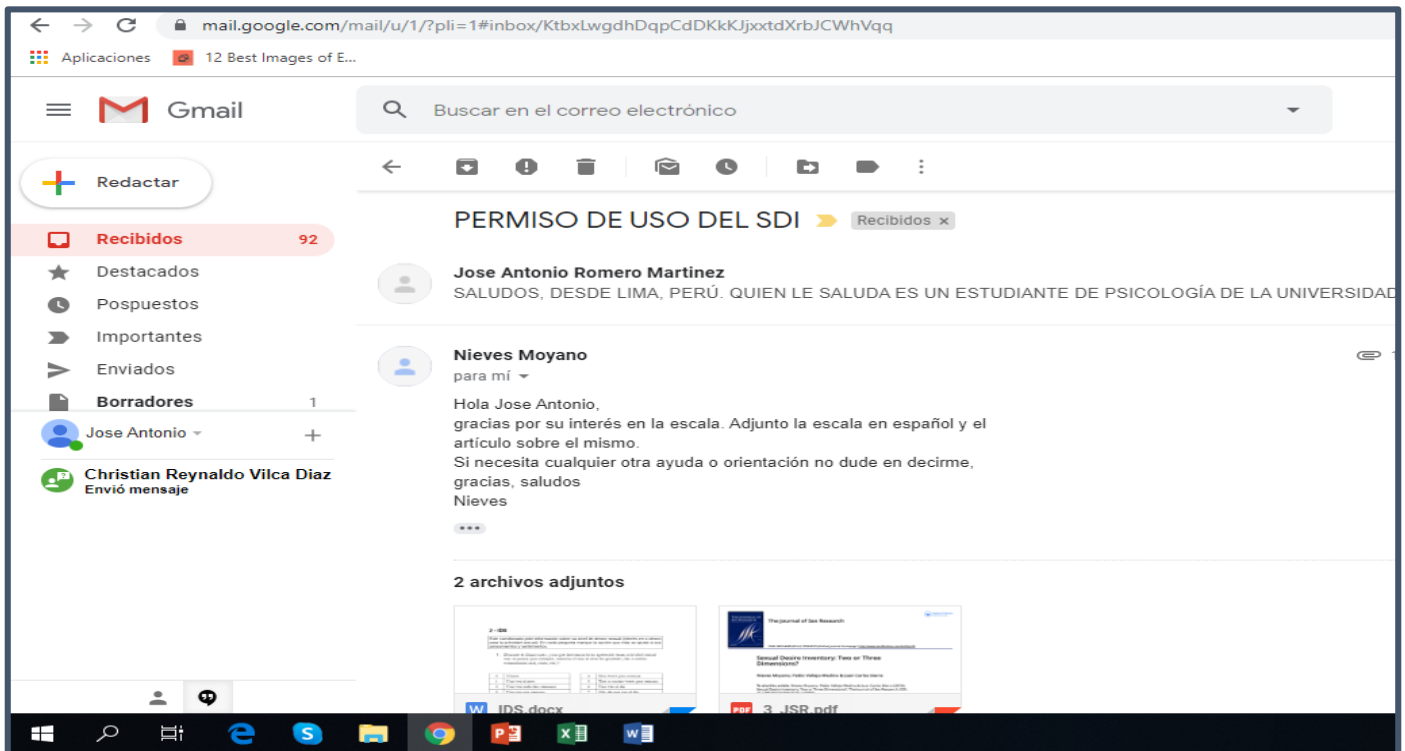 mail.google.com/mail/u/1/?pli=1#inbox/KtbxLwgdhDqpCdDKkKJjxxtdXrbJCWhVqq
Aplicaciones 12 Best Images of E...
Gmail
Buscar en el correo electrónico
Redactar
PERMISO DE USO DEL SDI Recibidos x
Recibidos 92
Destacados
Pospuestos
Importantes
Enviados
Borradores 1
Jose Antonio
Christian Reynaldo Vilca Diaz
Envió mensaje
Jose Antonio Romero Martinez
SALUDOS, DESDE LIMA, PERÚ. QUIEN LE SALUDA ES UN ESTUDIANTE DE PSICOLOGÍA DE LA UNIVERSIDAD
Nieves Moyano
para mí
Hola Jose Antonio,
gracias por su interés en la escala. Adjunto la escala en español y el
artículo sobre el mismo.
Si necesita cualquier otra ayuda o orientación no dude en decirme,
gracias, saludos
Nieves
2 archivos adjuntos
2 - IDS
The Journal of Sex Research
Sexual Desire Inventory: Two or Three
Dimensions?
W IDS.docx
PDF 3_JSR.pdf